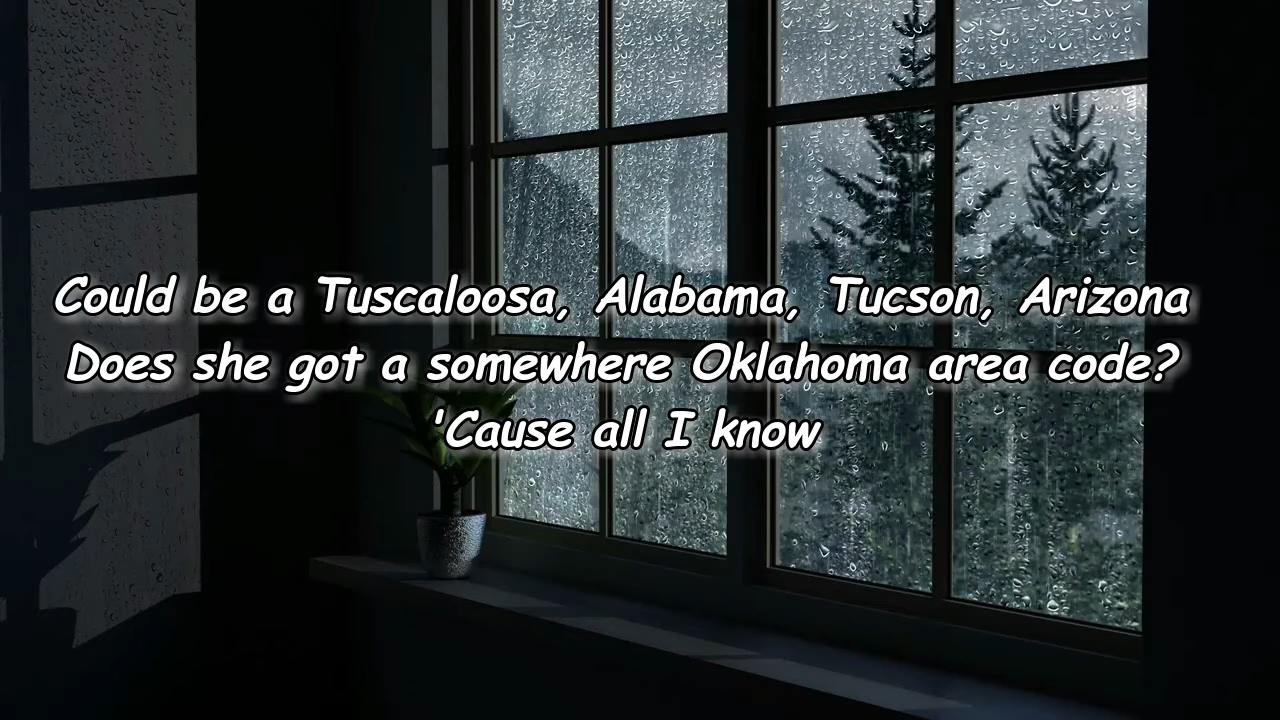 Could be a Tuscaloosa, Alabama, Tucson, Arizona
Does she got a somewhere Oklahoma area code?
'Cause all I know